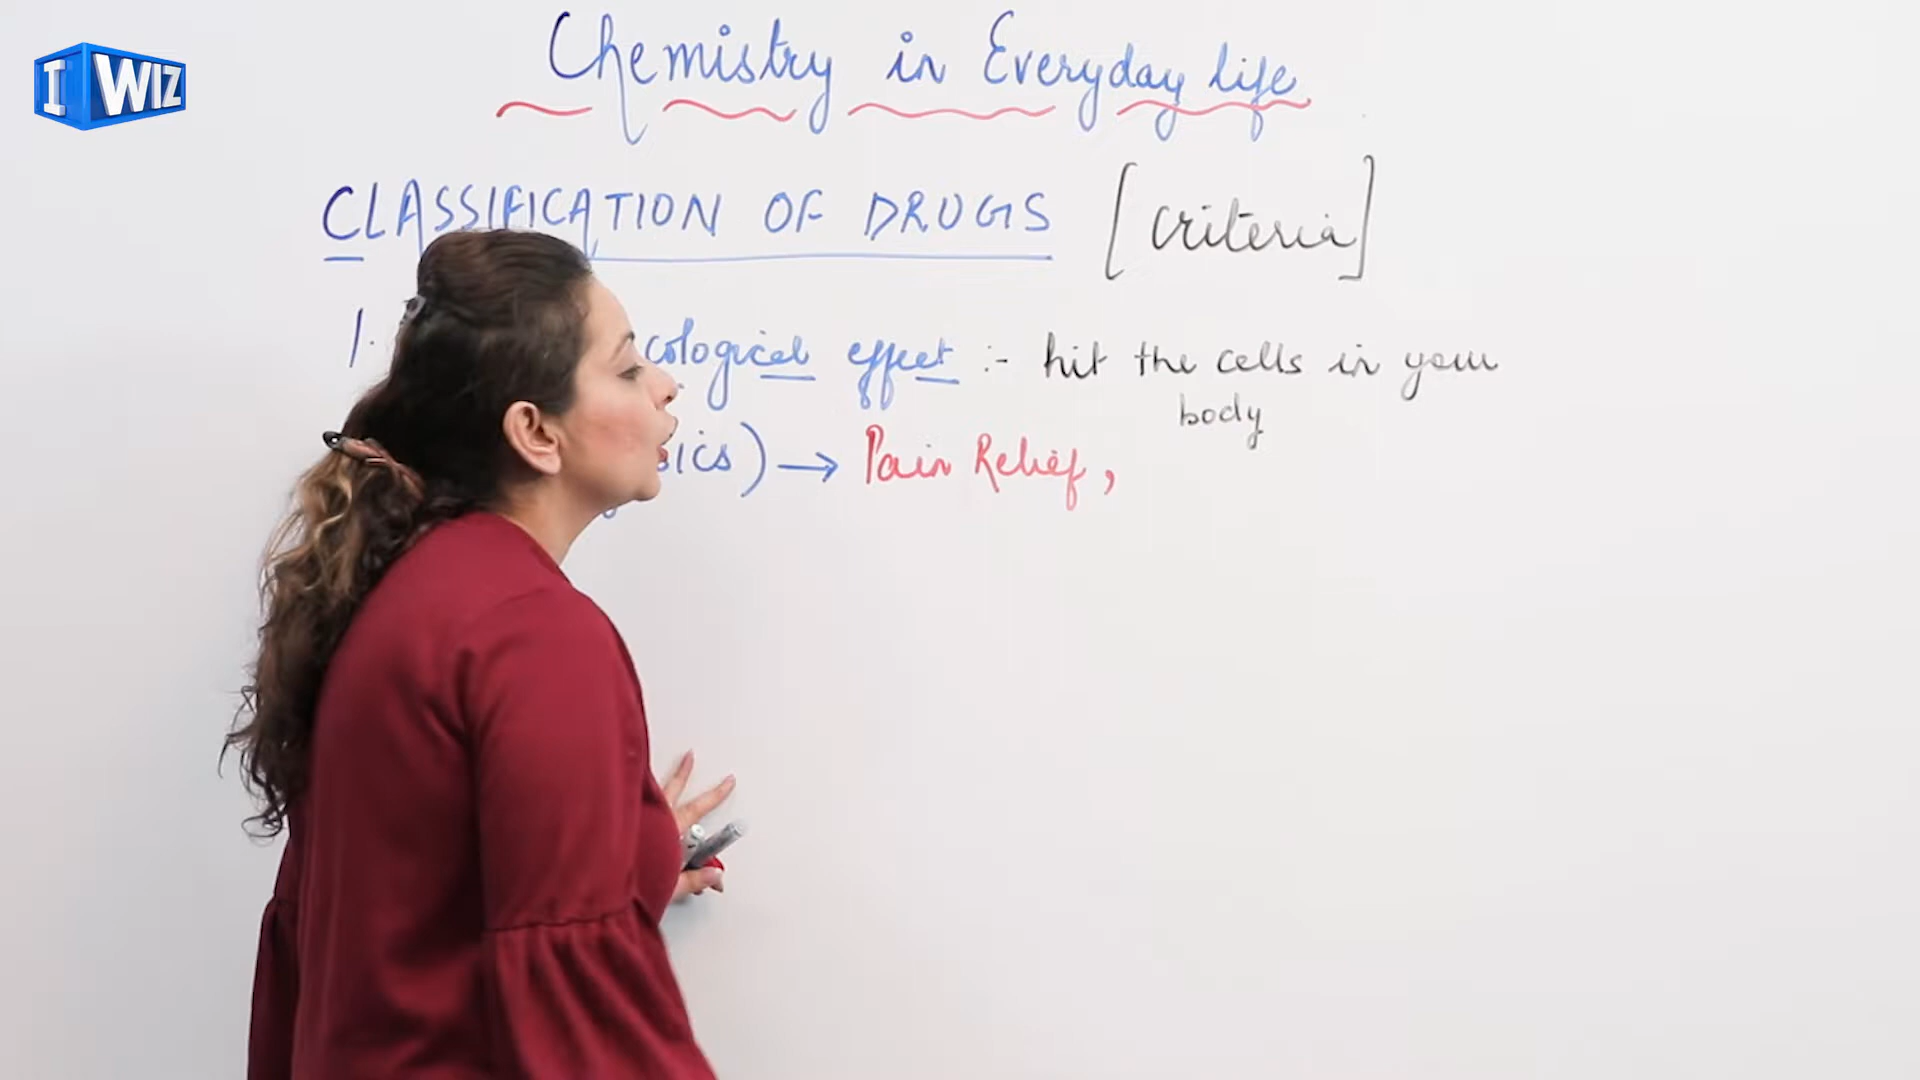 I WIZ
Chemistry in Everyday life
CLASSIFICATION OF DRUGS [criteria]
1. cological effect :- hit the cells in your
body
sics) → Pain Relief,